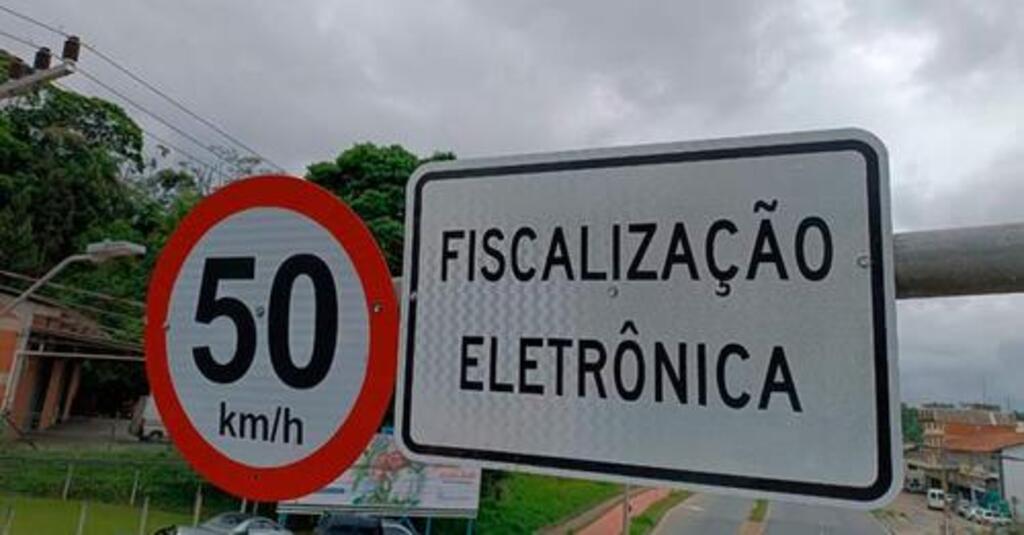 50
km/h
FISCALIZAÇÃO
ELETRÔNICA